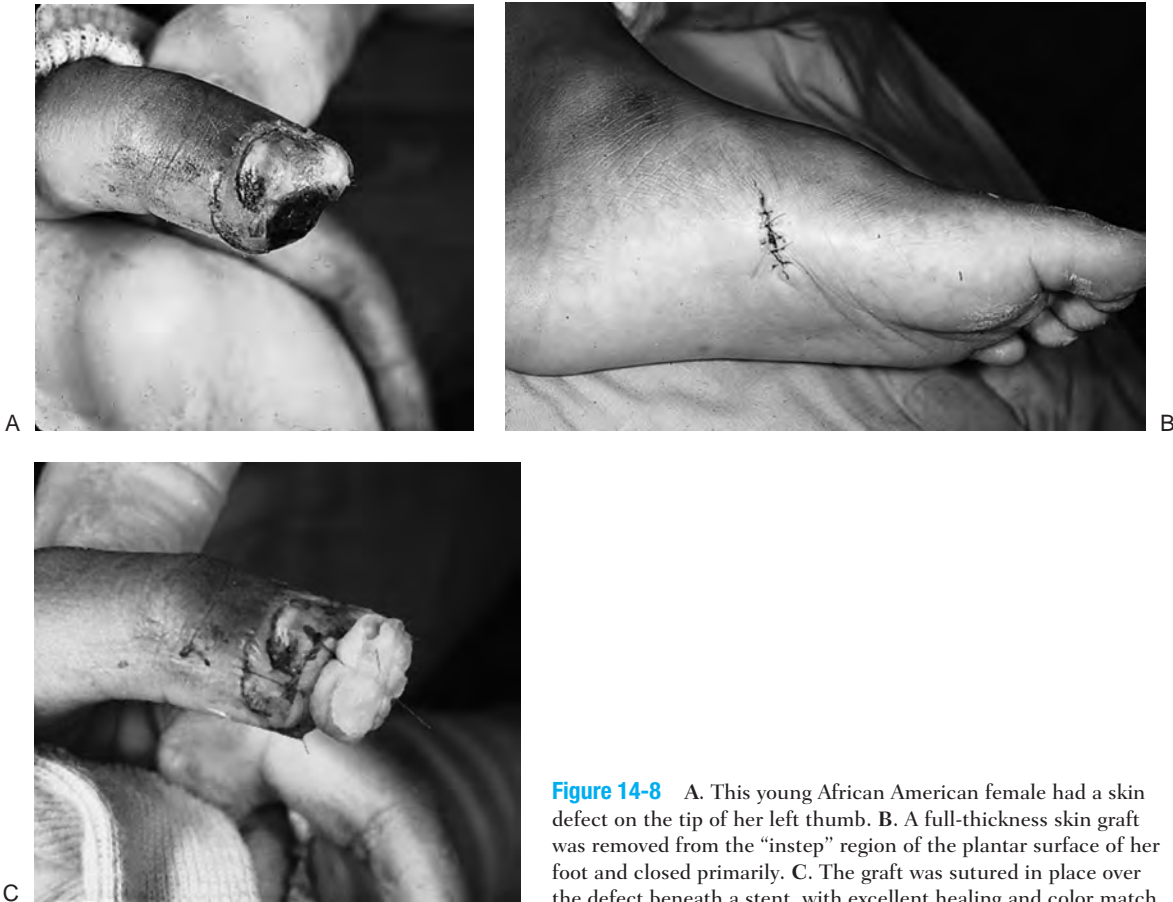 A
B
C
Figure 14-8 A. This young African American female had a skin
defect on the tip of her left thumb. B. A full-thickness skin graft
was removed from the “instep” region of the plantar surface of her
foot and closed primarily. C. The graft was sutured in place over
the defect beneath a stent, with excellent healing and color match